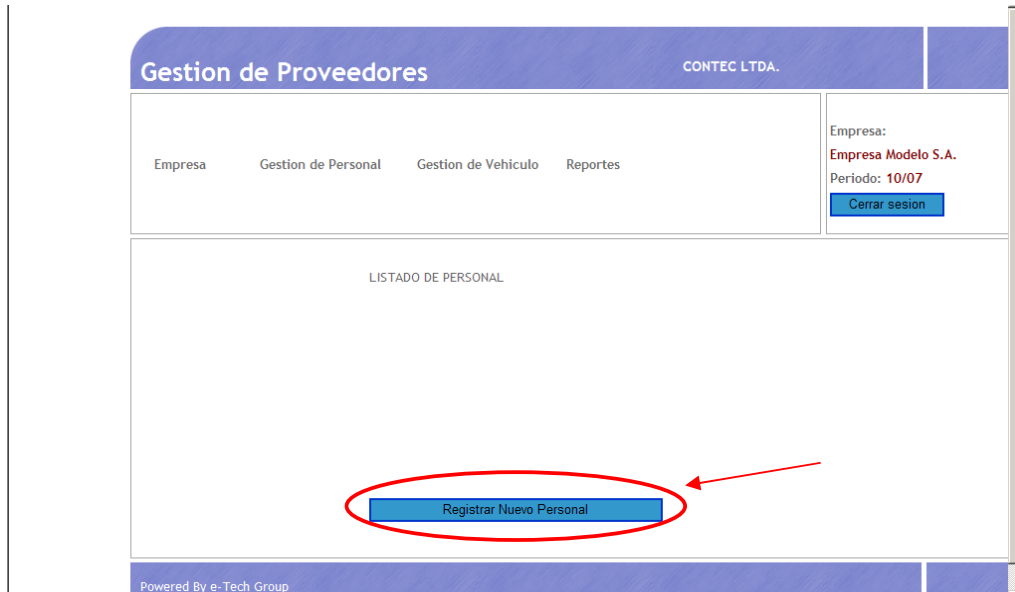 Gestion de Proveedores
CONTEC LTDA.
Empresa
Gestion de Personal
Gestion de Vehiculo
Reportes
Empresa:
Empresa Modelo S.A.
Periodo: 10/07
Cerrar sesion
LISTADO DE PERSONAL
Registrar Nuevo Personal
Powered By e-Tech Group